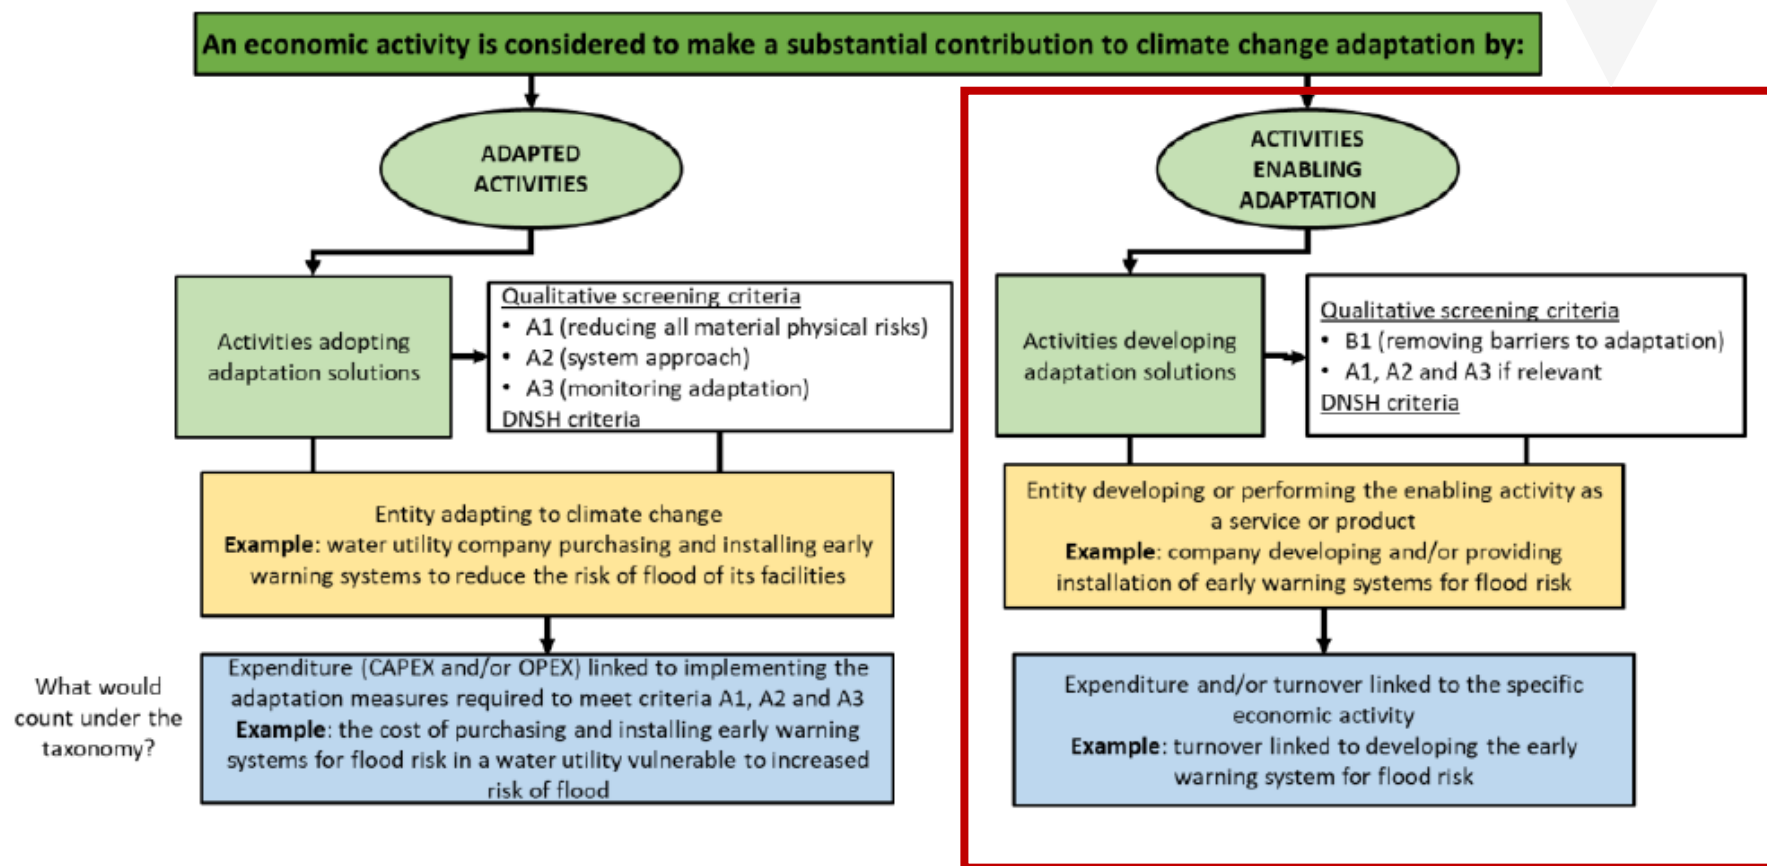 An economic activity is considered to make a substantial contribution to climate change adaptation by:
ADAPTED
ACTIVITIES
Activities adopting
adaptation solutions
Qualitative screening criteria
• A1 (reducing all material physical risks)
• A2 (system approach)
• A3 (monitoring adaptation)
DNSH criteria
Entity adapting to climate change
Example: water utility company purchasing and installing early
warning systems to reduce the risk of flood of its facilities
What would
count under the
taxonomy?
Expenditure (CAPEX and/or OPEX) linked to implementing the
adaptation measures required to meet criteria A1, A2 and A3
Example: the cost of purchasing and installing early warning
systems for flood risk in a water utility vulnerable to increased
risk of flood
ACTIVITIES
ENABLING
ADAPTATION
Activities developing
adaptation solutions
Qualitative screening criteria
• B1 (removing barriers to adaptation)
• A1, A2 and A3 if relevant
DNSH criteria
Entity developing or performing the enabling activity as
a service or product
Example: company developing and/or providing
installation of early warning systems for flood risk
Expenditure and/or turnover linked to the specific
economic activity
Example: turnover linked to developing the early
warning system for flood risk